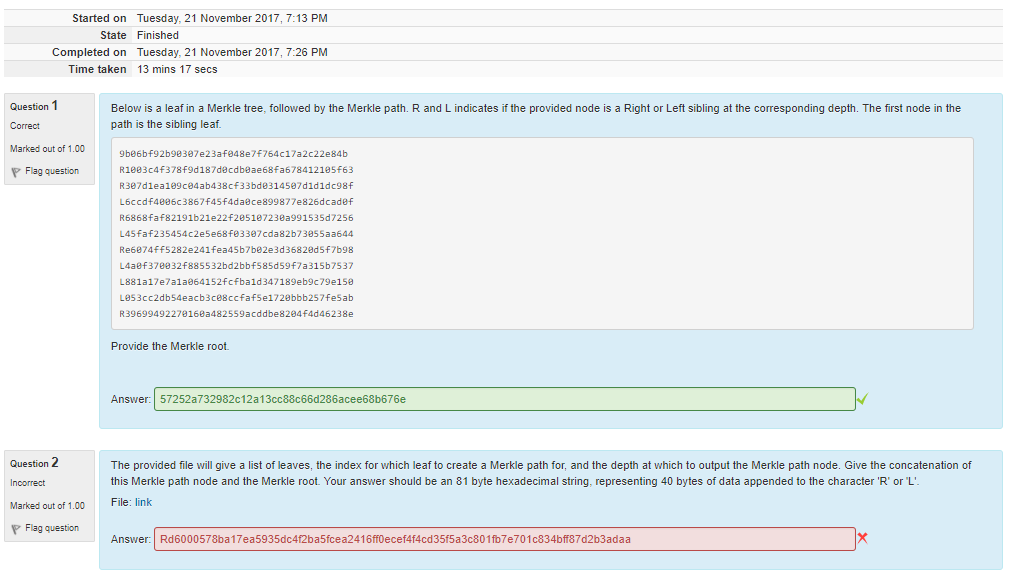 Started on Tuesday, 21 November 2017, 7:13 PM
State Finished
Completed on Tuesday, 21 November 2017, 7:26 PM
Time taken 13 mins 17 secs
Question 1
Correct
Marked out of 1.00
Flag question
Below is a leaf in a Merkle tree, followed by the Merkle path. R and L indicates if the provided node is a Right or Left sibling at the corresponding depth. The first node in the
path is the sibling leaf.
9b06bf92b90307e23af048e7f764c17a2c22e84b
R1003c4f378f9d187d0cdb0ae68fa678412105f63
R307d1ea109c04ab438cf33bd0314507d1d1dc98f
L6ccdf4006c3867f45f4da0ce899877e826dcad0f
R6868faf82191b21e22f205107230a991535d7256
L45faf235454c2e5e68f03307cda82b73055aa644
Re6074ff5282e241fea45b7b02e3d36820d5f7b98
L4a0f370032f885532bd2bbf585d59f7a315b7537
L881a17e7a1a064152fcfba1d347189eb9c79e150
L053cc2db54eacb3c08ccfaf5e1720bbb257fe5ab
R39699492270160a482559acddbe8204f4d46238e
Provide the Merkle root.
Answer: 57252a732982c12a13cc88c66d286acee68b676e
Question 2
Incorrect
Marked out of 1.00
Flag question
The provided file will give a list of leaves, the index for which leaf to create a Merkle path for, and the depth at which to output the Merkle path node. Give the concatenation of
this Merkle path node and the Merkle root. Your answer should be an 81 byte hexadecimal string, representing 40 bytes of data appended to the character 'R' or 'L'.
File: link
Answer: Rd6000578ba17ea5935dc4f2ba5fcea2416ff0ecef4f4cd35f5a3c801fb7e701c834bff87d2b3adaa